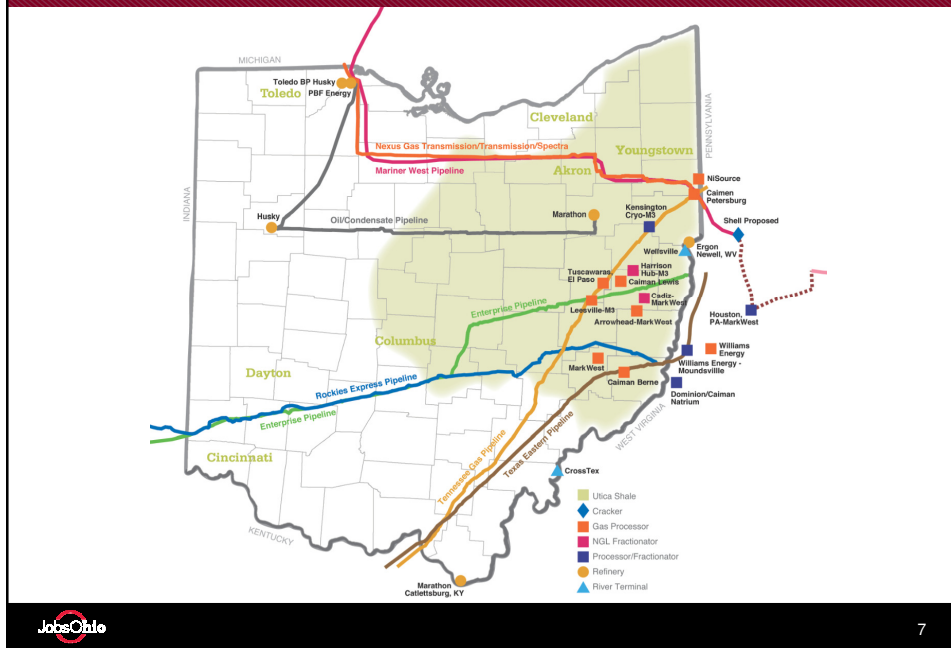 MICHIGAN
Toledo BP Husky
PBF Energy
Toledo
Cleveland
PENNSYLVANIA
Nexus Gas Transmission/Transmission/Spectra
Youngstown
Mariner West Pipeline
Akron
NiSource
Caimen
Petersburg
INDIANA
Husky
Oil/Condensate Pipeline
Marathon
Kensington
Cryo-M3
Shell Proposed
Wellsville
Ergon
Newell, WV
Tuscawaras,
El Paso
Harrison
Hub-M3
Caiman Lewis
Enterprise Pipeline
Leesville-M3
Cadiz-
MarkWest
Arrowhead-MarkWest
Houston,
PA-MarkWest
Columbus
Williams
Energy
MarkWest
Williams Energy -
Moundsvillle
Dayton
Rockies Express Pipeline
Caiman Berne
Dominion/Caiman
Natrium
Enterprise Pipeline
Cincinnati
Tennessee Gas Pipeline
Texas Eastern Pipeline
WEST VIRGINIA
CrossTex
KENTUCKY
Utica Shale
Cracker
Gas Processor
NGL Fractionator
Processor/Fractionator
Refinery
River Terminal
Marathon
Catlettsburg, KY
JobsOhio
7